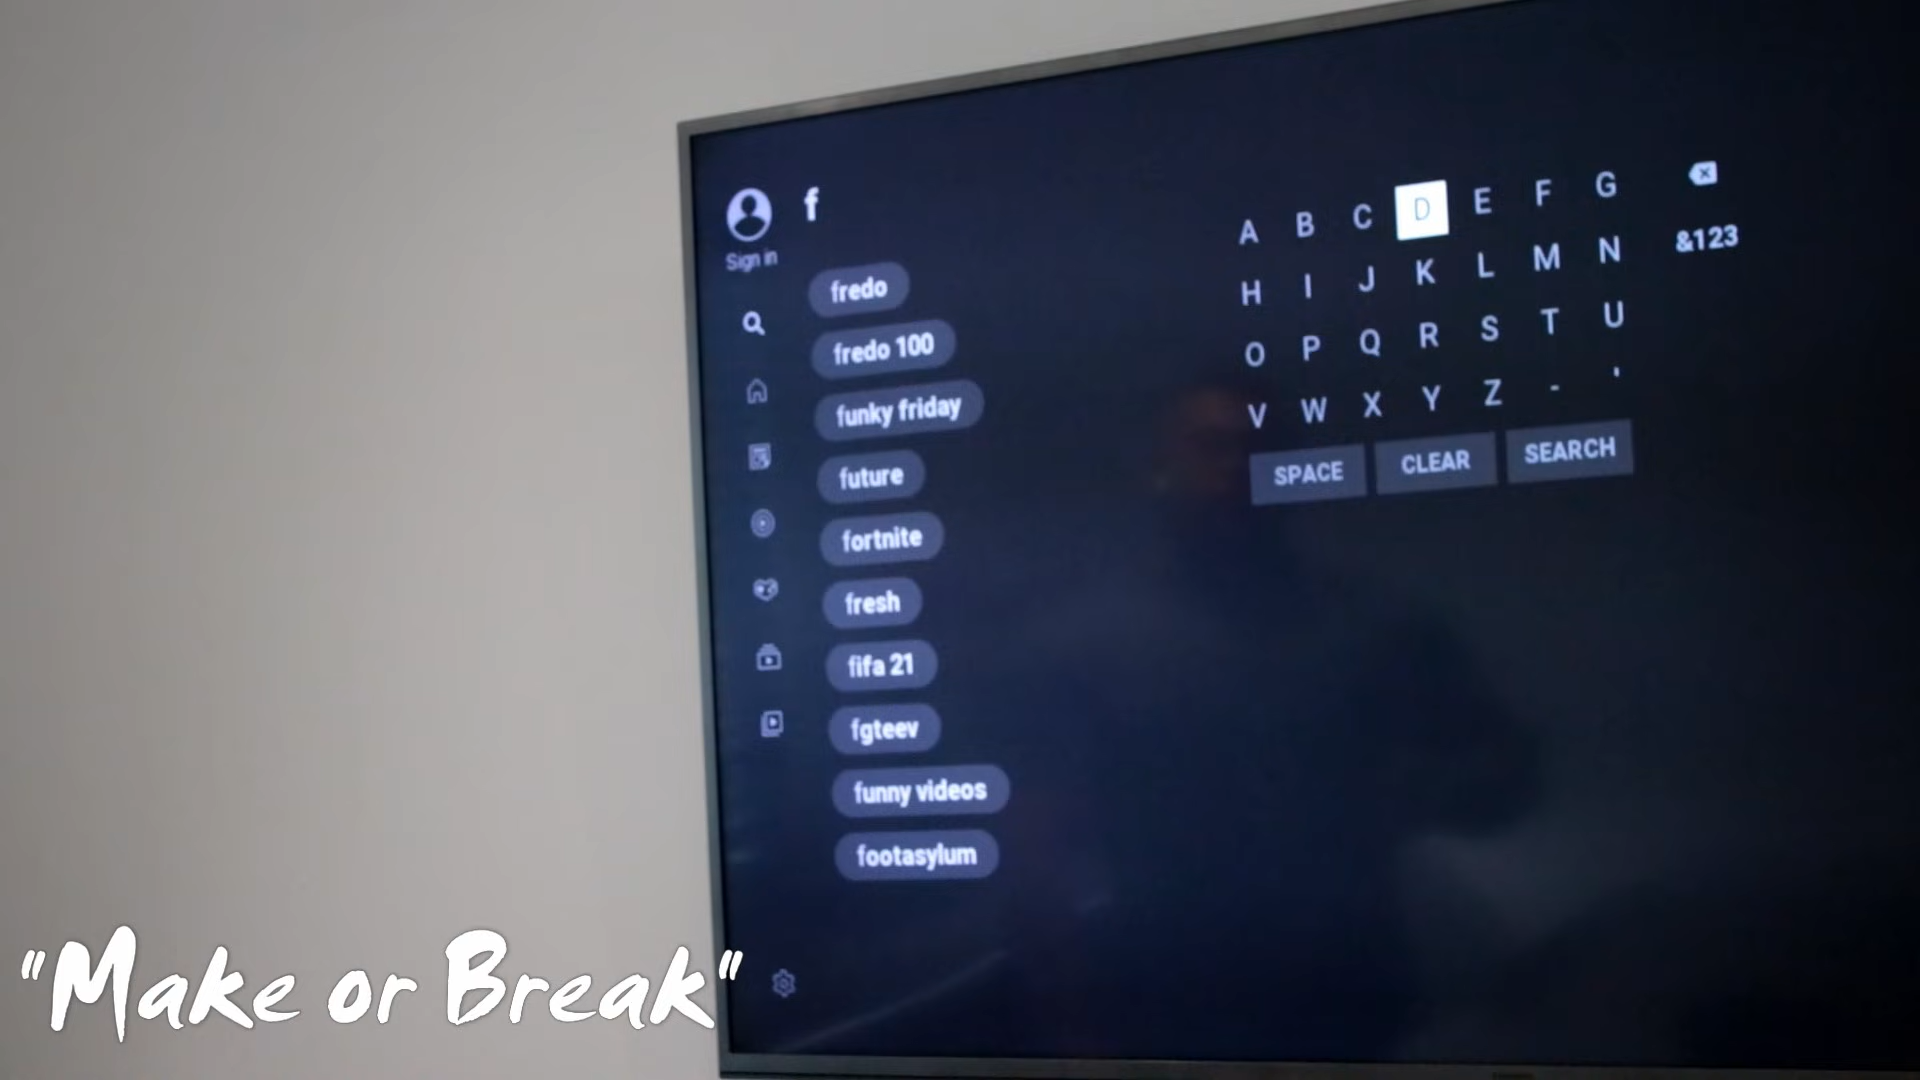 f
Sign in
fredo
fredo 100
funky friday
future
fortnite
fresh
fifa 21
fgteev
funny videos
footasylum
A B C D E F G
&123
H I J K L M N
O P Q R S T U
V W X Y Z - '
SPACE CLEAR SEARCH
"Make or Break"